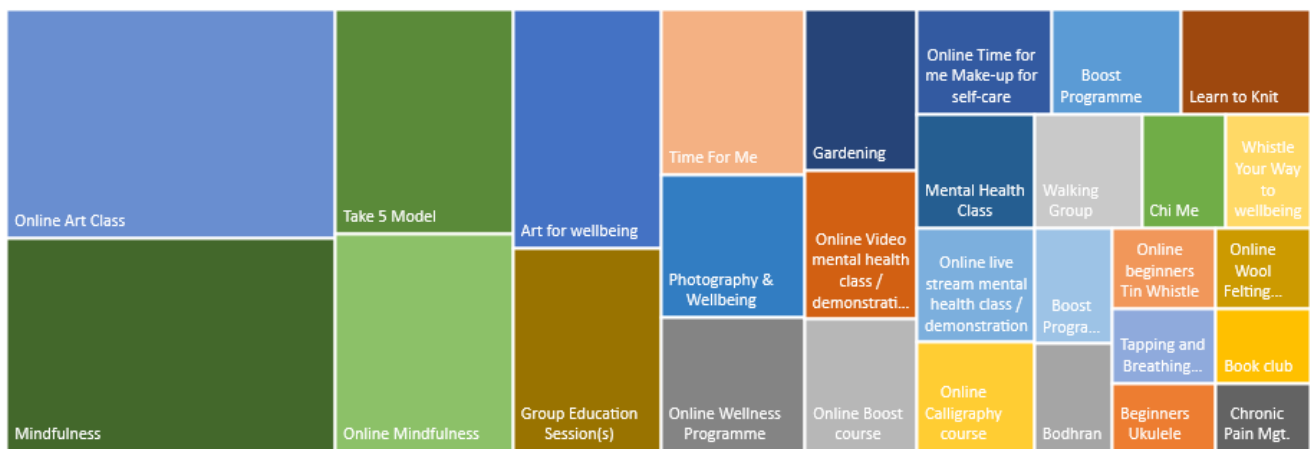 Online Art Class
Mindfulness
Take 5 Model
Online Mindfulness
Art for wellbeing
Group Education
Session(s)
Time For Me
Photography &
Wellbeing
Online Wellness
Programme
Gardening
Online Video
mental health
class /
demonstrati...
Online Boost
course
Online Time for
me Make-up for
self-care
Boost
Programme
Learn to Knit
Mental Health
Class
Walking
Group
Chi Me
Whistle
Your Way
to
wellbeing
Online live
stream mental
health class /
demonstration
Boost
Progra...
Online
beginners
Tin Whistle
Online
Wool
Felting...
Tapping and
Breathing...
Book club
Online
Calligraphy
course
Bodhran
Beginners
Ukulele
Chronic
Pain Mgt.